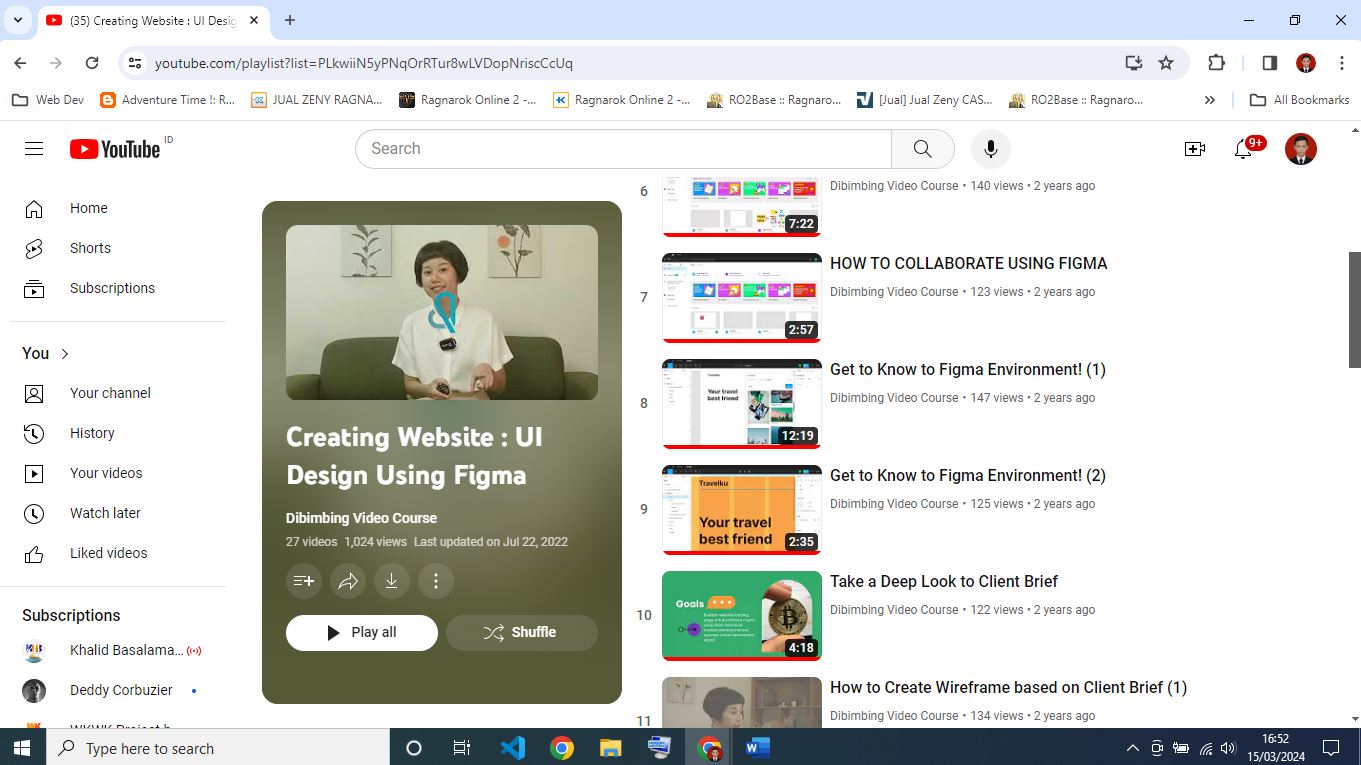 (35) Creating Website : UI Desig
youtube.com/playlist?list=PLkwiiN5yPNqOrRTur8wLVDopNriscCcUq
Web Dev
Adventure Time !: R...
JUAL ZENY RAGNA...
Ragnarok Online 2 -...
Ragnarok Online 2 -...
RO2Base :: Ragnaro...
[Jual] Jual Zeny CAS...
RO2Base :: Ragnaro...
All Bookmarks
YouTube ID
Search
9+
Home
Shorts
Subscriptions
You
Your channel
History
Your videos
Watch later
Liked videos
Subscriptions
Khalid Basalama...
Deddy Corbuzier
Creating Website : UI
Design Using Figma
Dibimbing Video Course
27 videos 1,024 views Last updated on Jul 22, 2022
Play all
Shuffle
6
7:22
Dibimbing Video Course • 140 views • 2 years ago
7
2:57
HOW TO COLLABORATE USING FIGMA
Dibimbing Video Course • 123 views • 2 years ago
8
Your travel
best friend
12:19
Get to Know to Figma Environment! (1)
Dibimbing Video Course • 147 views • 2 years ago
9
Travelku
Your travel
best friend
2:35
Get to Know to Figma Environment! (2)
Dibimbing Video Course • 125 views • 2 years ago
10
Goals
4:18
Take a Deep Look to Client Brief
Dibimbing Video Course • 122 views • 2 years ago
11
How to Create Wireframe based on Client Brief (1)
Dibimbing Video Course • 134 views • 2 years ago
Type here to search
16:52
15/03/2024